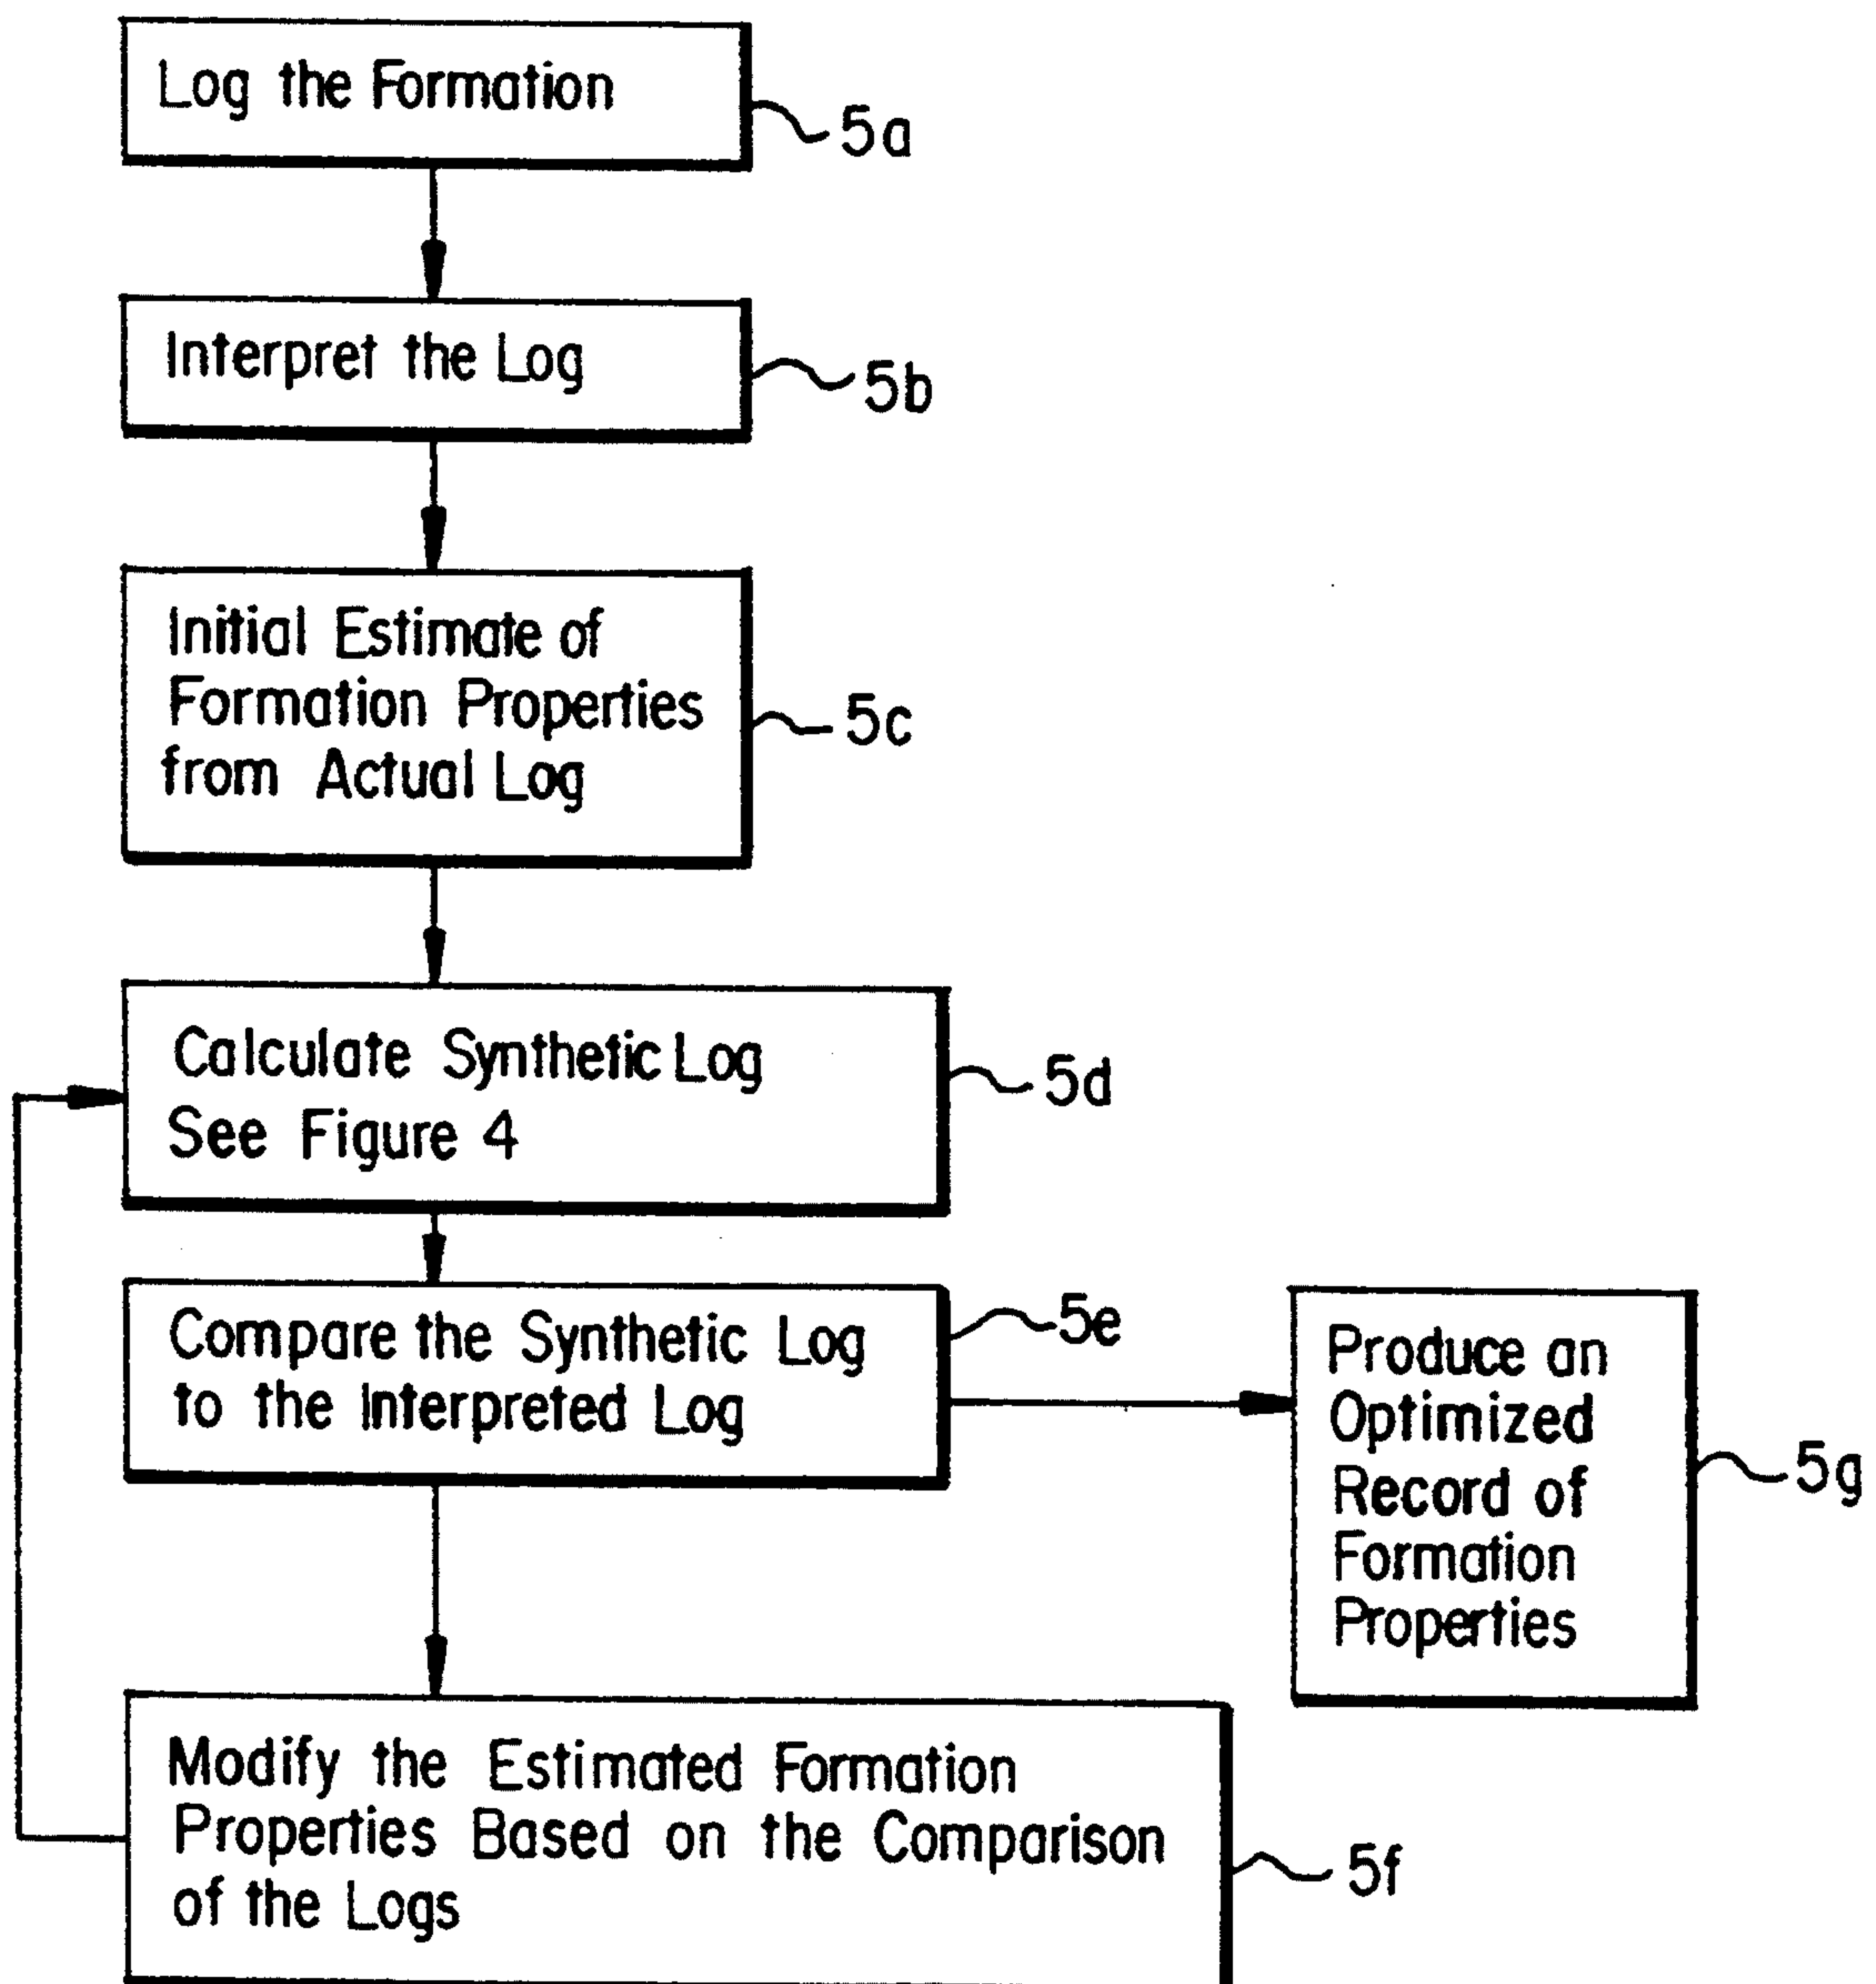 Log the Formation
5a
Interpret the Log
5b
Initial Estimate of
Formation Properties
from Actual Log
5c
Calculate Synthetic Log
See Figure 4
5d
Compare the Synthetic Log
to the Interpreted Log
5e
Produce an
Optimized
Record of
Formation
Properties
5g
Modify the Estimated Formation
Properties Based on the Comparison
of the Logs
5f